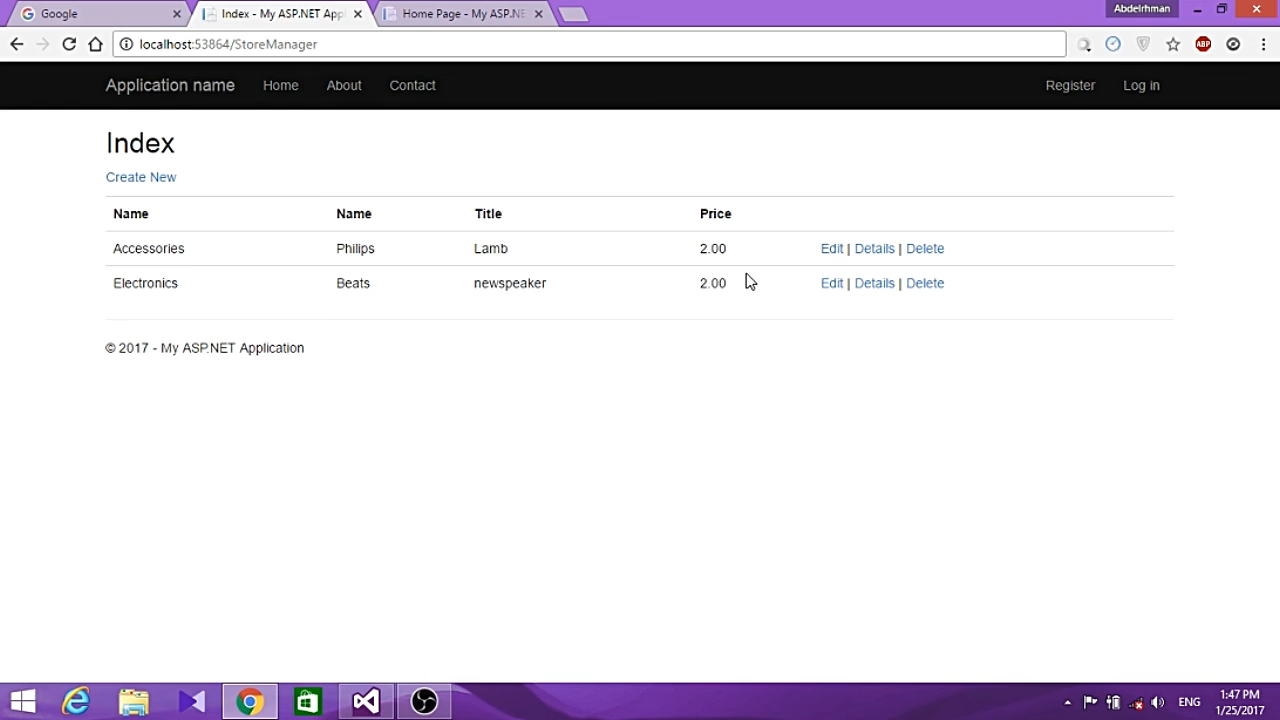 Google
Index - My ASP.NET Appl
Home Page - My ASP.NE
Abdelrhman
localhost:53864/StoreManager
ABP
Application name Home About Contact Register Log in
Index
Create New
Name Name Title Price
Accessories Philips Lamb 2.00 Edit | Details | Delete
Electronics Beats newspeaker 2.00 Edit | Details | Delete
© 2017 - My ASP.NET Application
ENG
1:47 PM
1/25/2017